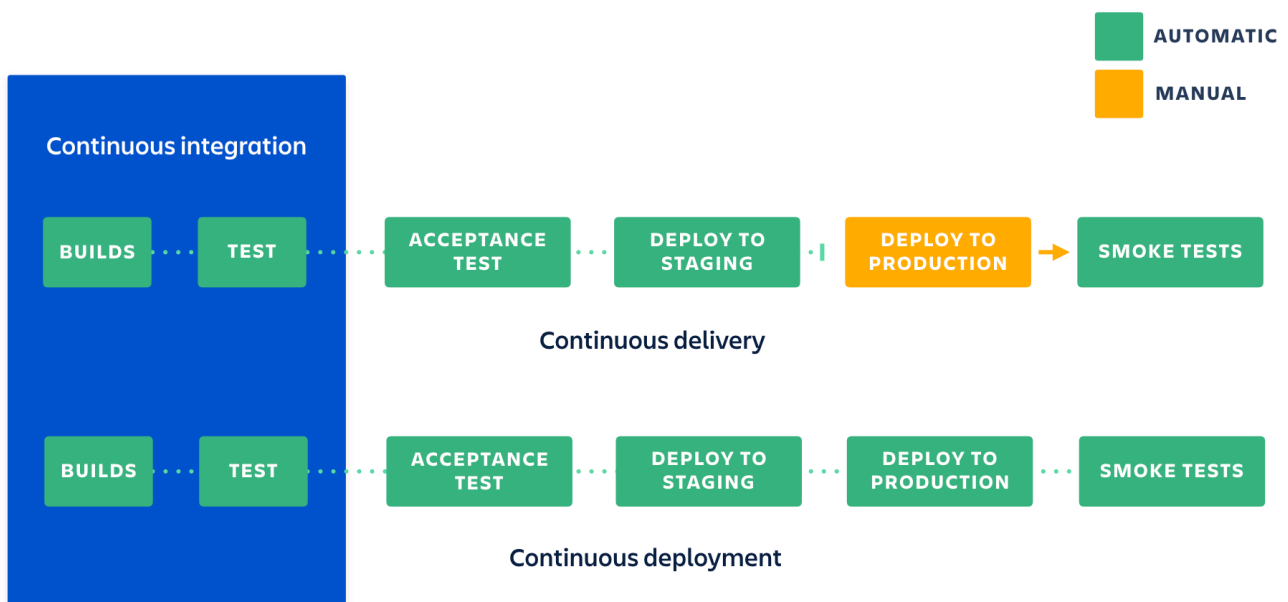 AUTOMATIC
MANUAL
Continuous integration
BUILDS
TEST
ACCEPTANCE
TEST
DEPLOY TO
STAGING
DEPLOY TO
PRODUCTION
SMOKE TESTS
Continuous delivery
BUILDS
TEST
ACCEPTANCE
TEST
DEPLOY TO
STAGING
DEPLOY TO
PRODUCTION
SMOKE TESTS
Continuous deployment